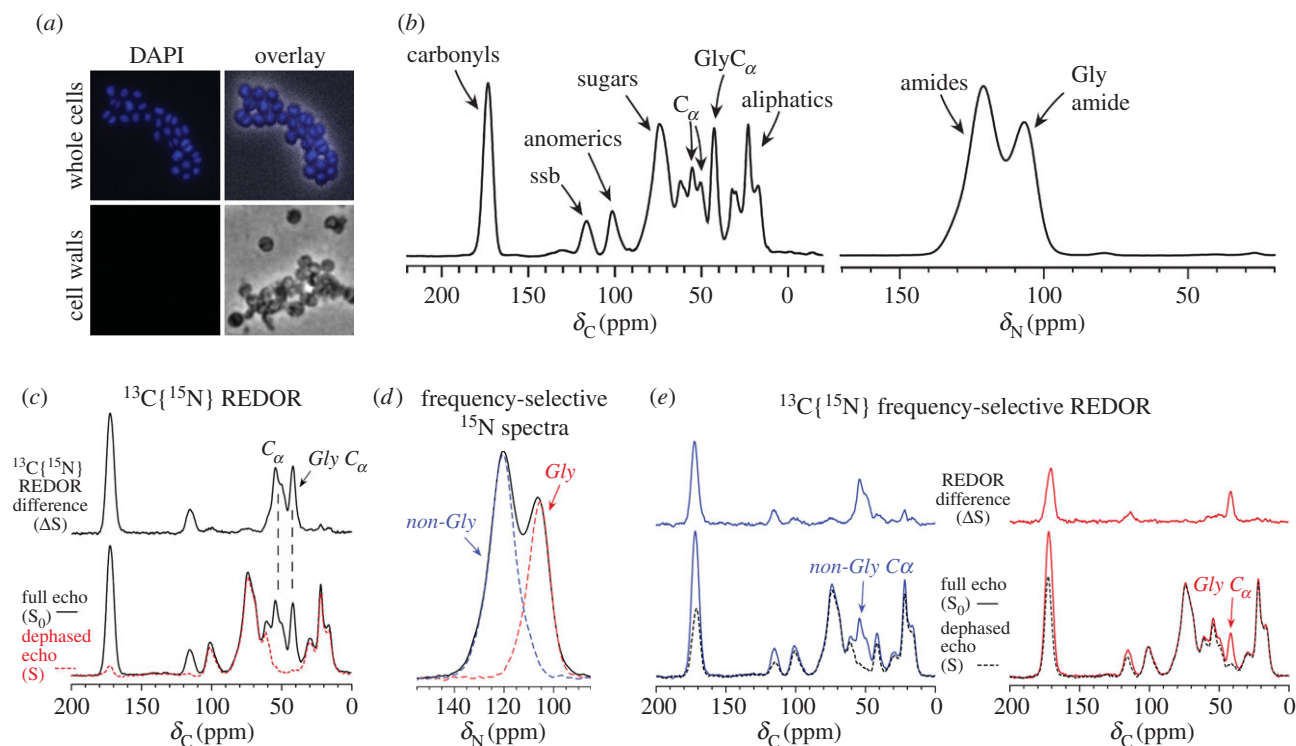 (a)
DAPI
overlay
whole cells
cell walls
(b)
carbonyls
ssb
anomerics
sugars
Cα
GlyCα
aliphatics
200 150 100 50 0
δC (ppm)
amides
Gly
amide
150 100 50
δN (ppm)
(c)
13C{15N} REDOR
13C{15N}
REDOR
difference
(ΔS)
Cα
Gly Cα
full echo
(S0)
dephased
echo
(S)
200 150 100 50 0
δC (ppm)
(d)
frequency-selective
15N spectra
non-Gly
Gly
140 120 100
δN (ppm)
(e)
13C{15N} frequency-selective REDOR
non-Gly Cα
200 150 100 50 0
δC (ppm)
REDOR
difference
(ΔS)
full echo
(S0)
dephased
echo
(S)
Gly Cα
200 150 100 50 0
δC (ppm)